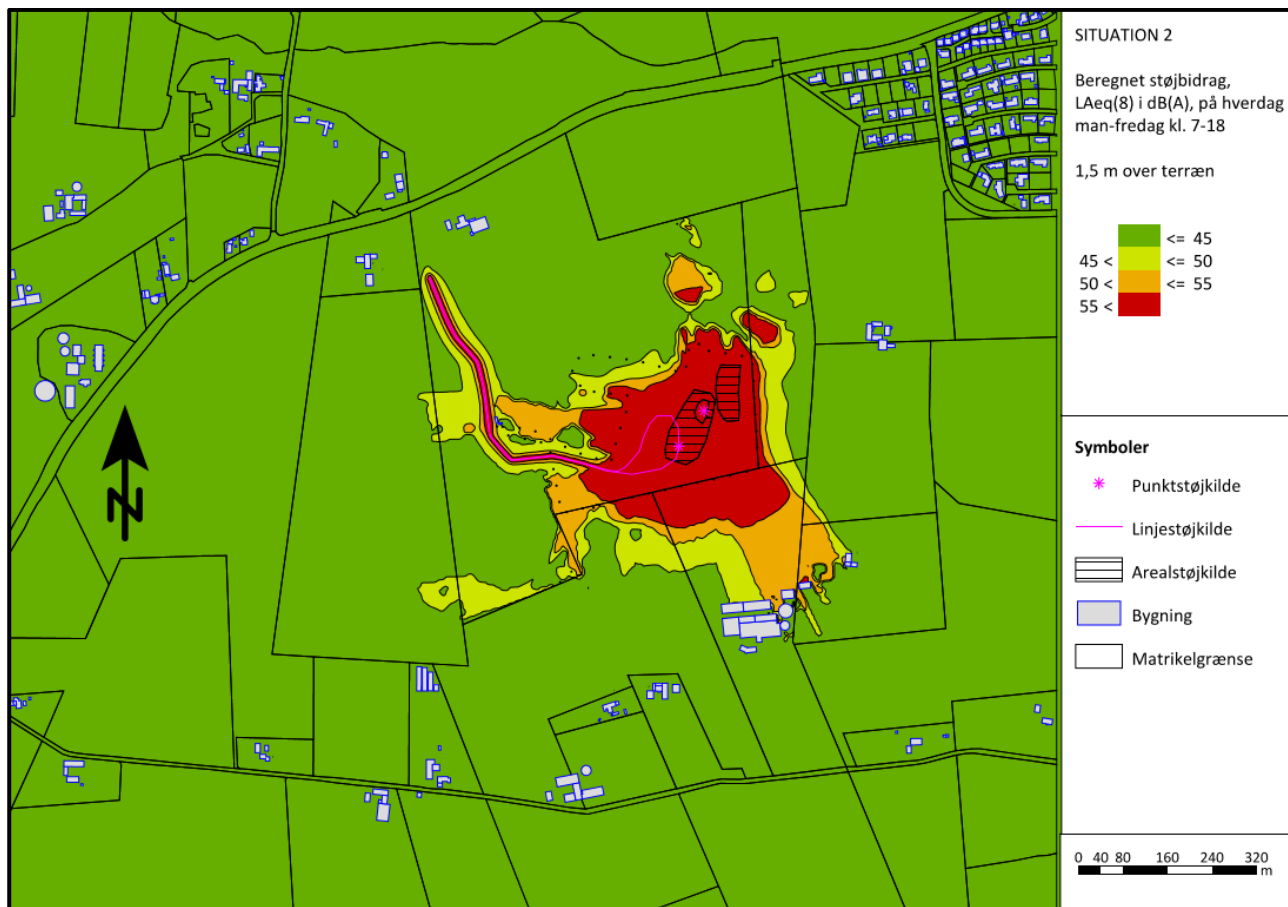 SITUATION 2
Beregnet støjbidrag,
LAeq(8) i dB(A), på hverdag
man-fredag kl. 7-18
1,5 m over terræn
<= 45
45 < <= 50
50 < <= 55
55 <
Symboler
Punktstøjkilde
Linjestøjkilde
Arealstøjkilde
Bygning
Matrikelgrænse
N
0 40 80 160 240 320
m